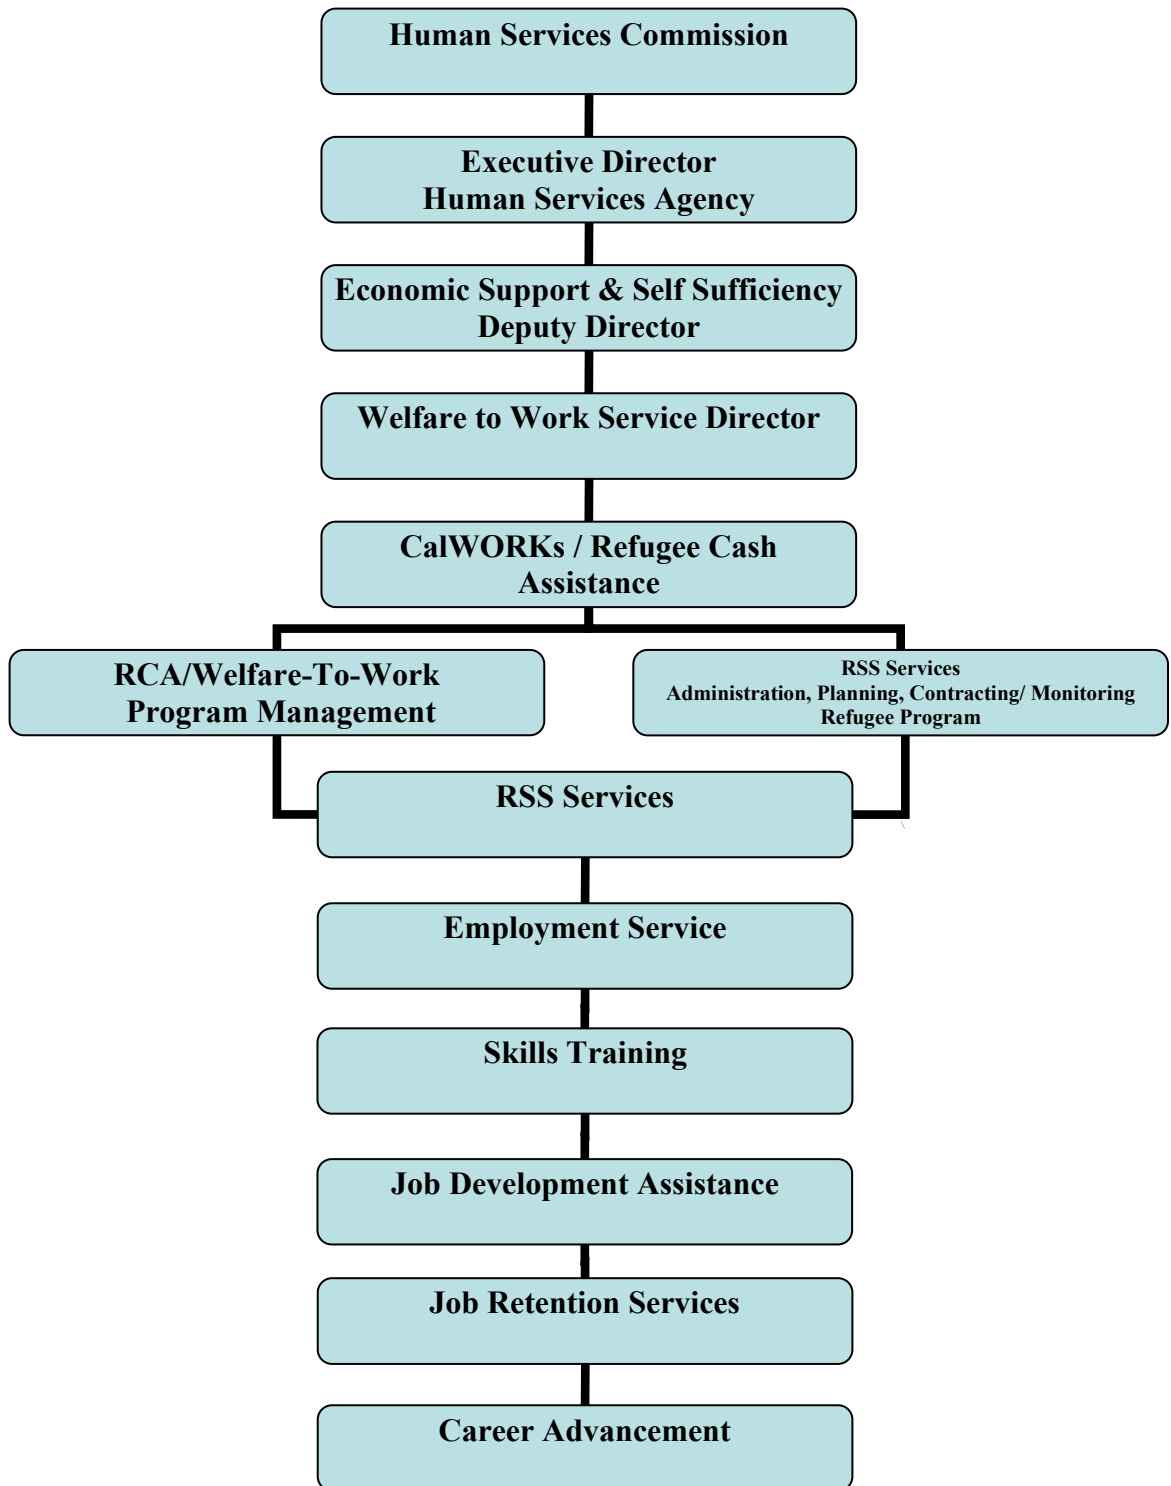 Human Services Commission
Executive Director
Human Services Agency
Economic Support & Self Sufficiency
Deputy Director
Welfare to Work Service Director
CalWORKs / Refugee Cash
Assistance
RCA/Welfare-To-Work
Program Management
RSS Services
Administration, Planning, Contracting/ Monitoring
Refugee Program
RSS Services
Employment Service
Skills Training
Job Development Assistance
Job Retention Services
Career Advancement